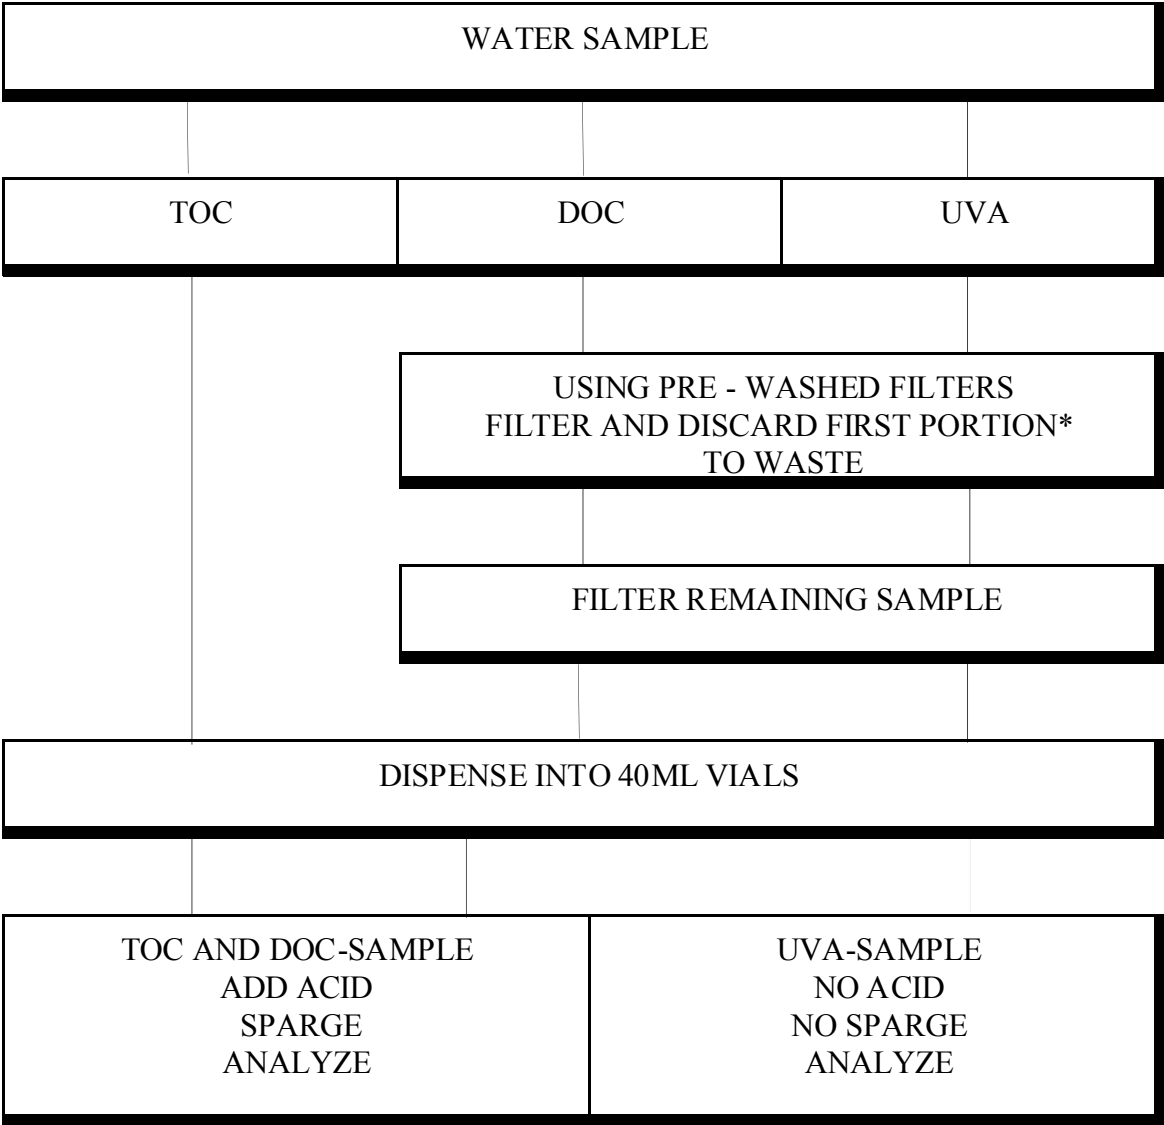 WATER SAMPLE
TOC
DOC
UVA
USING PRE - WASHED FILTERS
FILTER AND DISCARD FIRST PORTION*
TO WASTE
FILTER REMAINING SAMPLE
DISPENSE INTO 40ML VIALS
TOC AND DOC-SAMPLE
ADD ACID
SPARGE
ANALYZE
UVA-SAMPLE
NO ACID
NO SPARGE
ANALYZE